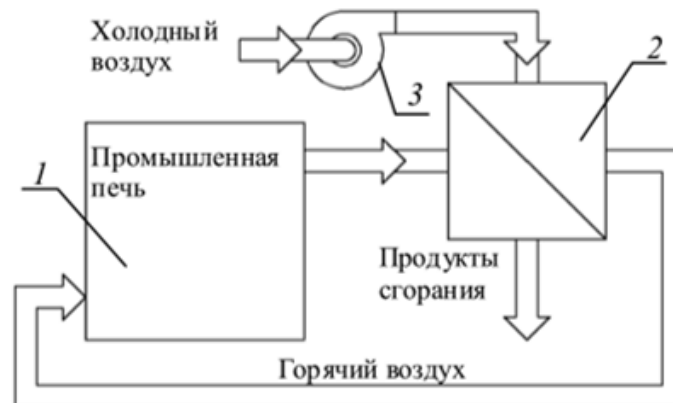 Холодный
воздух
3
2
1
Промышленная
печь
Продукты
сгорания
Горячий воздух